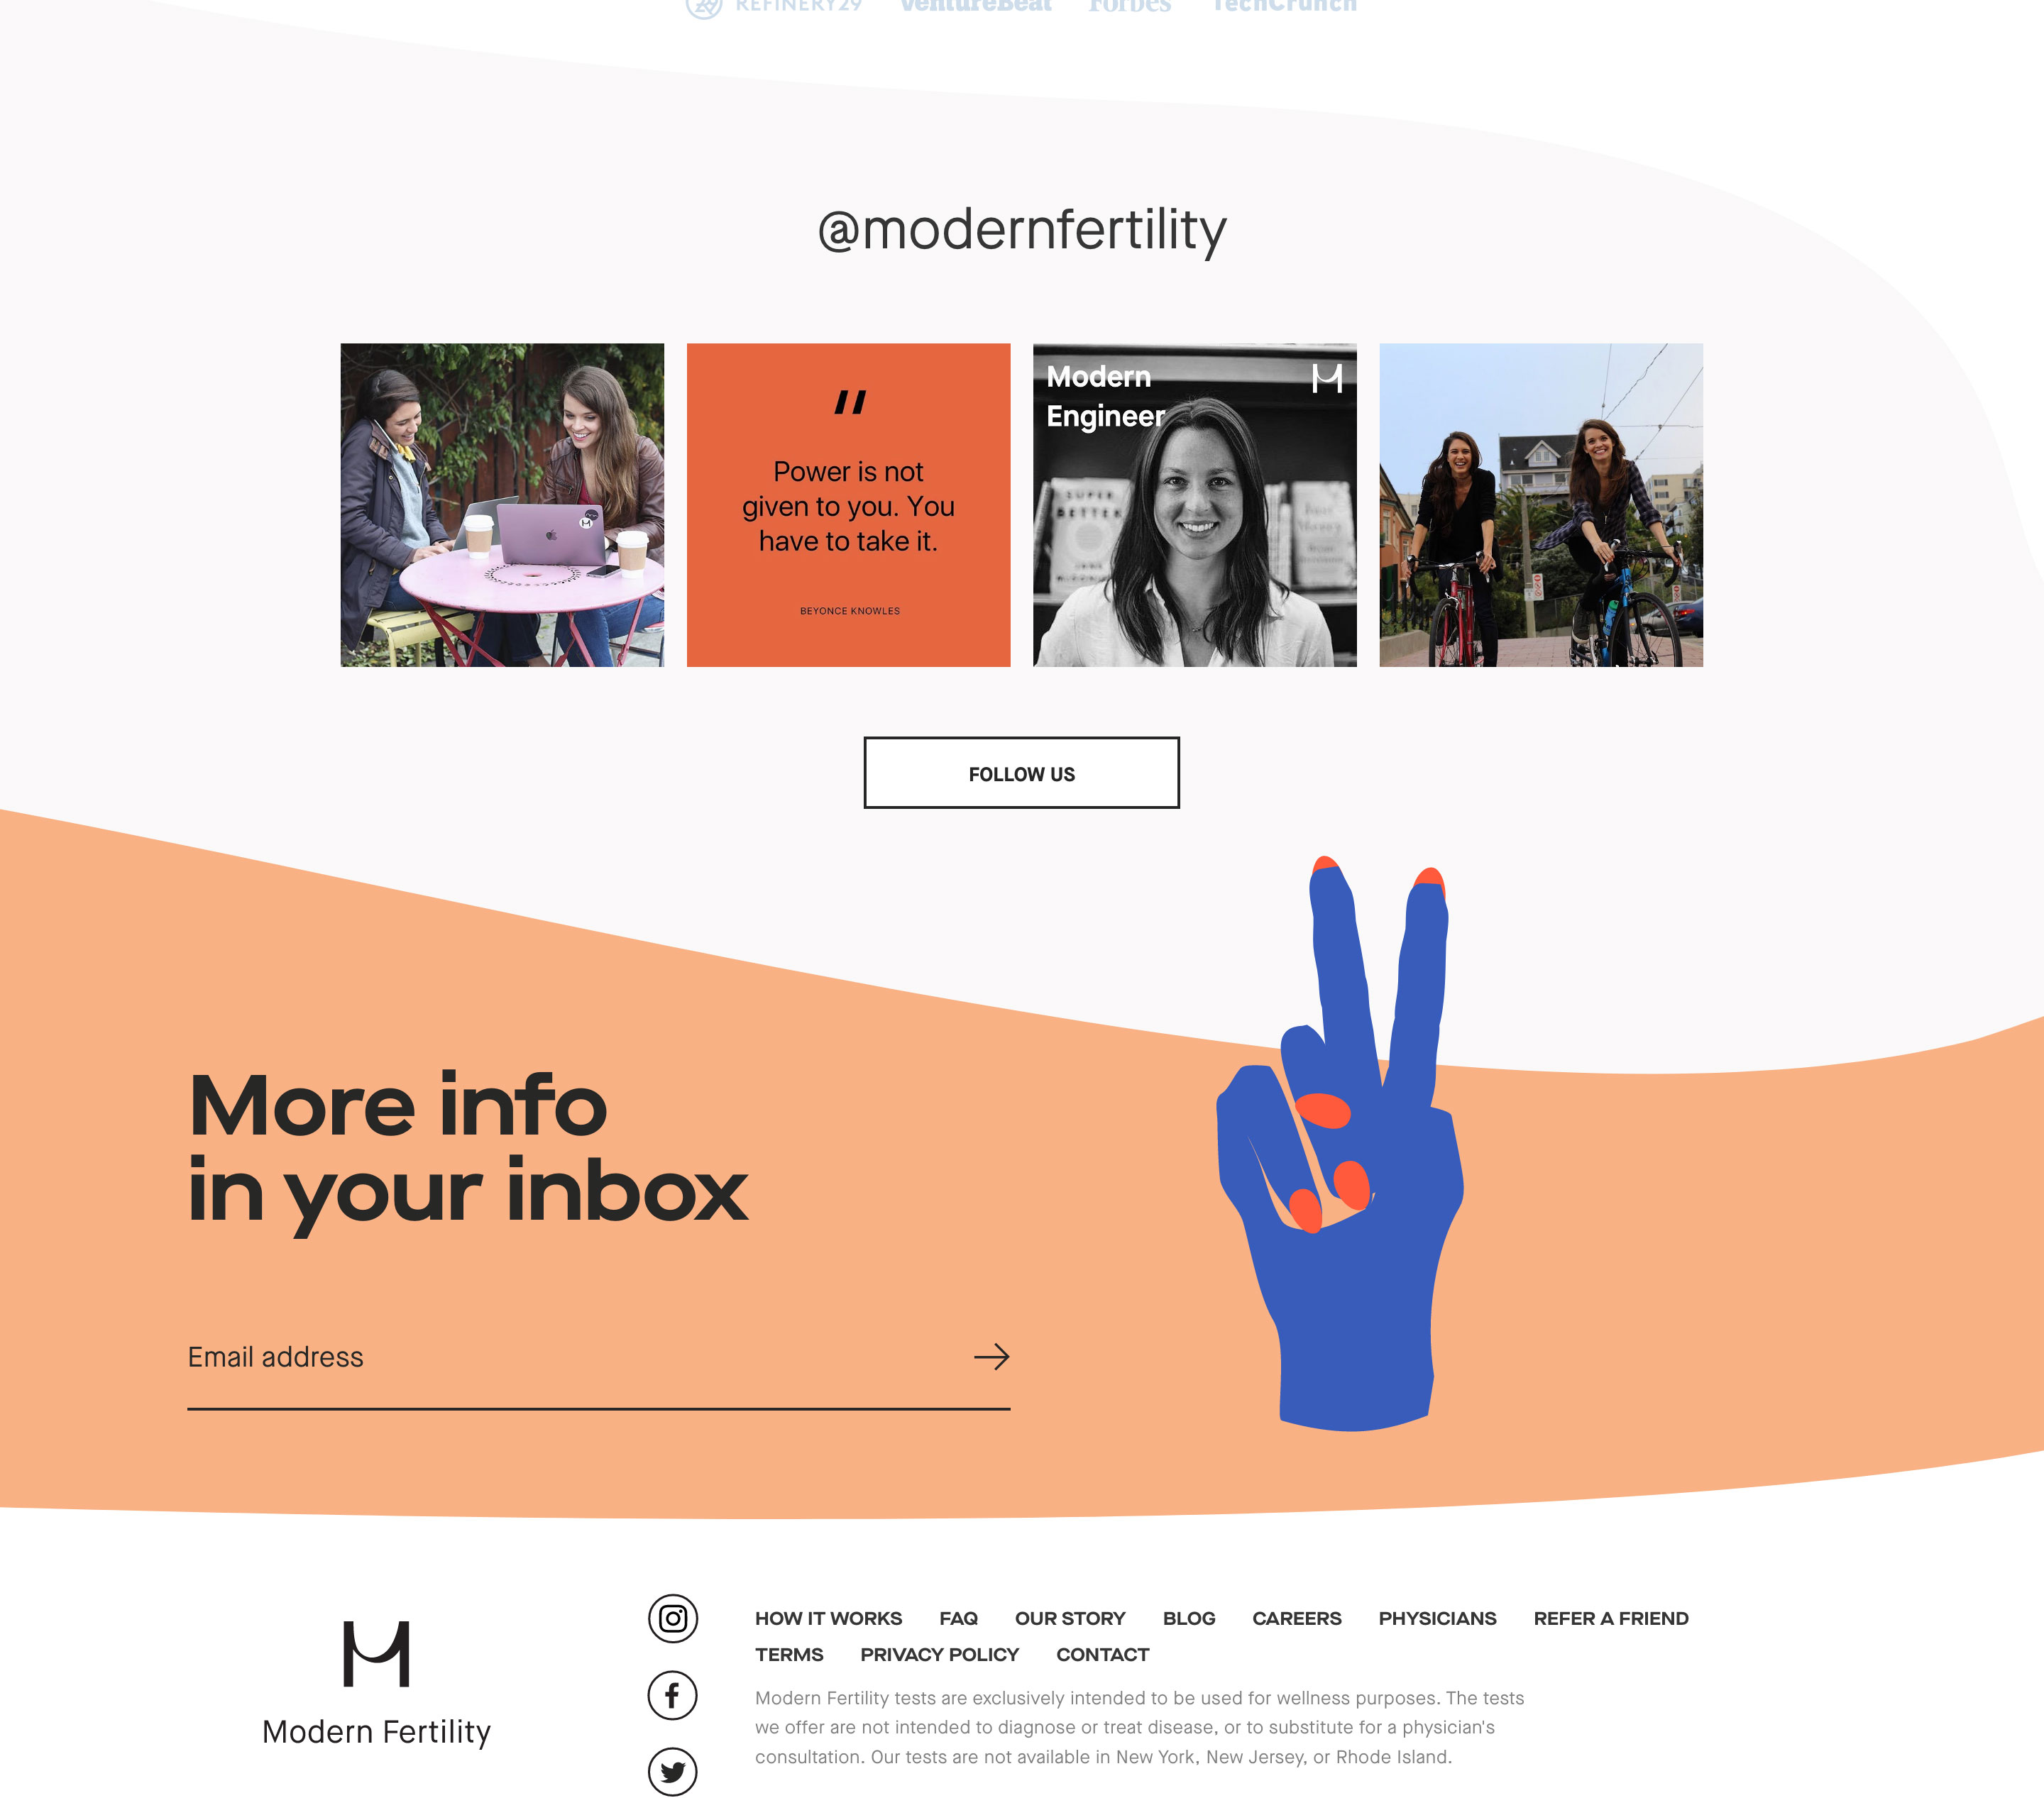 REFINERY29 VentureBeat Forbes TechCrunch
@modernfertility
"
Power is not
given to you. You
have to take it.
BEYONCE KNOWLES
Modern
Engineer
SUPER
BETTER
FOLLOW US
More info
in your inbox
Email address
HOW IT WORKS FAQ OUR STORY BLOG CAREERS PHYSICIANS REFER A FRIEND
TERMS PRIVACY POLICY CONTACT
Modern Fertility tests are exclusively intended to be used for wellness purposes. The tests
we offer are not intended to diagnose or treat disease, or to substitute for a physician's
consultation. Our tests are not available in New York, New Jersey, or Rhode Island.
Modern Fertility